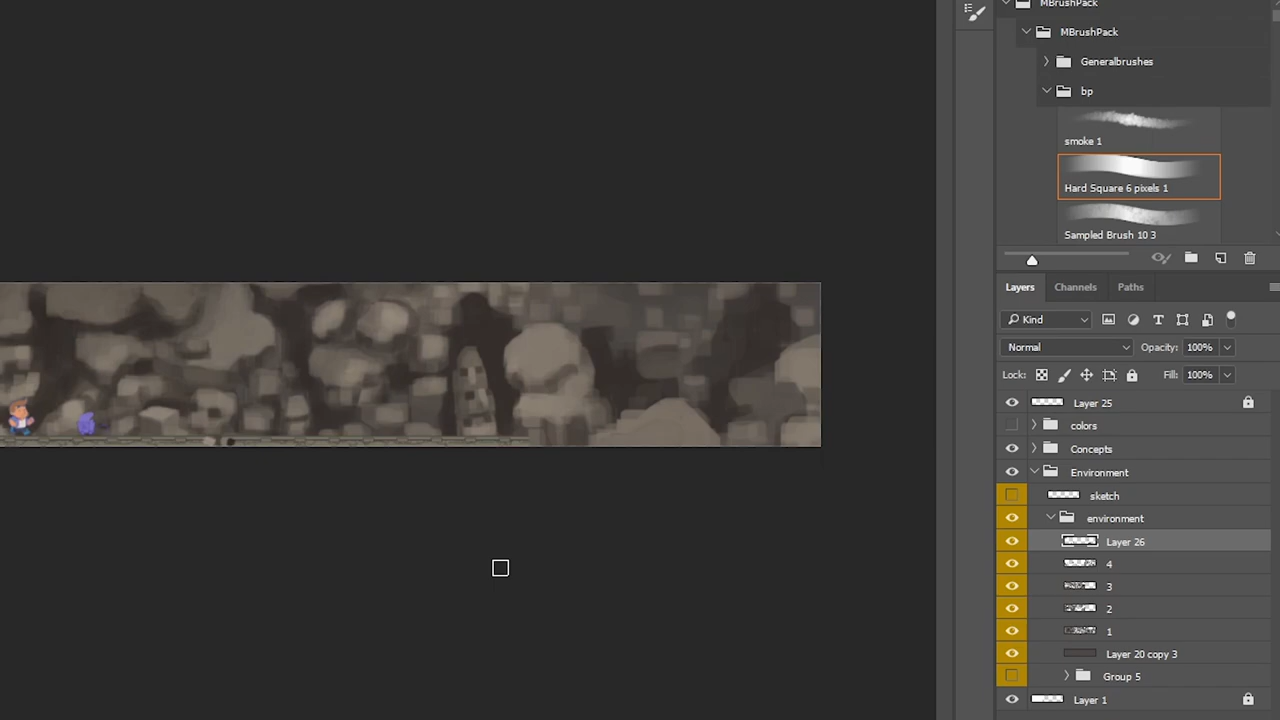 MBrushPack
MBrushPack
Generalbrushes
bp
smoke 1
Hard Square 6 pixels 1
Sampled Brush 10 3
Layers Channels Paths
Kind
Normal Opacity: 100%
Lock: Fill: 100%
Layer 25
colors
Concepts
Environment
sketch
environment
Layer 26
4
3
2
1
Layer 20 copy 3
Group 5
Layer 1